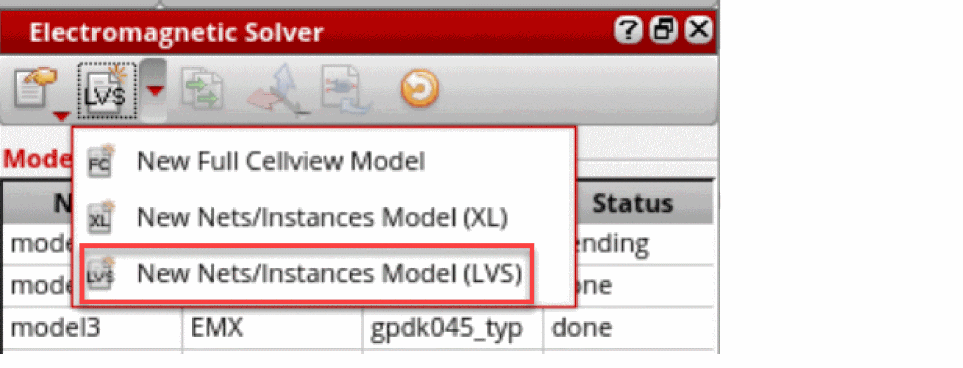 Electromagnetic Solver
LVS
FC New Full Cellview Model
Mode
XL New Nets/Instances Model (XL)
N Status
mode ending
LVS New Nets/Instances Model (LVS)
mode one
model3 EMX gpdk045_typ done